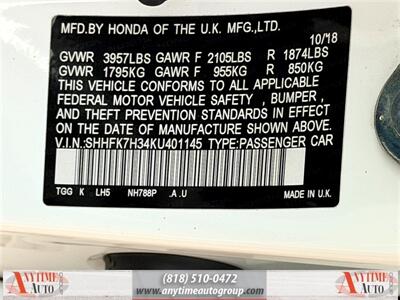 MFD.BY HONDA OF THE U.K. MFG.,LTD.
10/18
GVWR 3957LBS GAWR F 2105LBS R 1874LBS
GVWR 1795KG GAWR F 955KG R 850KG
THIS VEHICLE CONFORMS TO ALL APPLICABLE
FEDERAL MOTOR VEHICLE SAFETY , BUMPER , AND
THEFT PREVENTION STANDARDS IN EFFECT ON THE
DATE OF MANUFACTURE SHOWN ABOVE.
V.I.N.:SHHFK7H34KU401145 TYPE:PASSENGER CAR
TGG K LH5 NH788P .A .U MADE IN U.K.
ANYTIME AUTO
(818) 510-0472
www.anytimeautogroup.com
ANYTIME AUTO